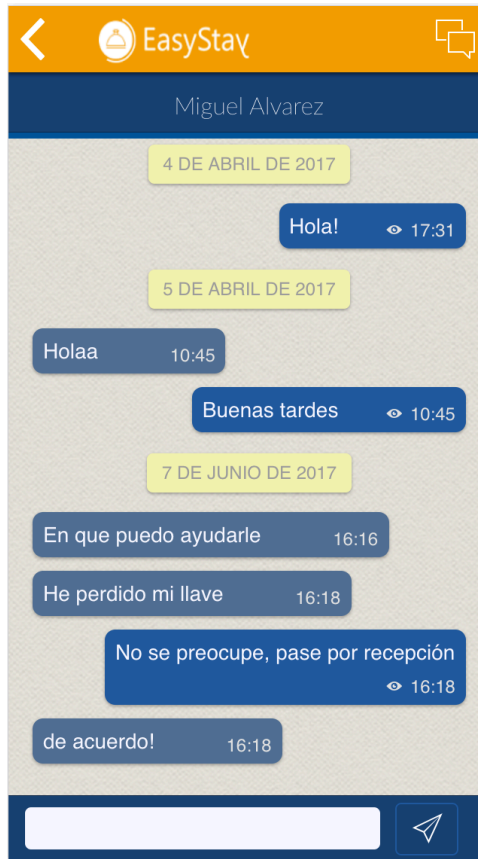 EasyStay
Miguel Alvarez
4 DE ABRIL DE 2017
Hola!
17:31
5 DE ABRIL DE 2017
Holaa
10:45
Buenas tardes
10:45
7 DE JUNIO DE 2017
En que puedo ayudarle
16:16
He perdido mi llave
16:18
No se preocupe, pase por recepción
16:18
de acuerdo!
16:18